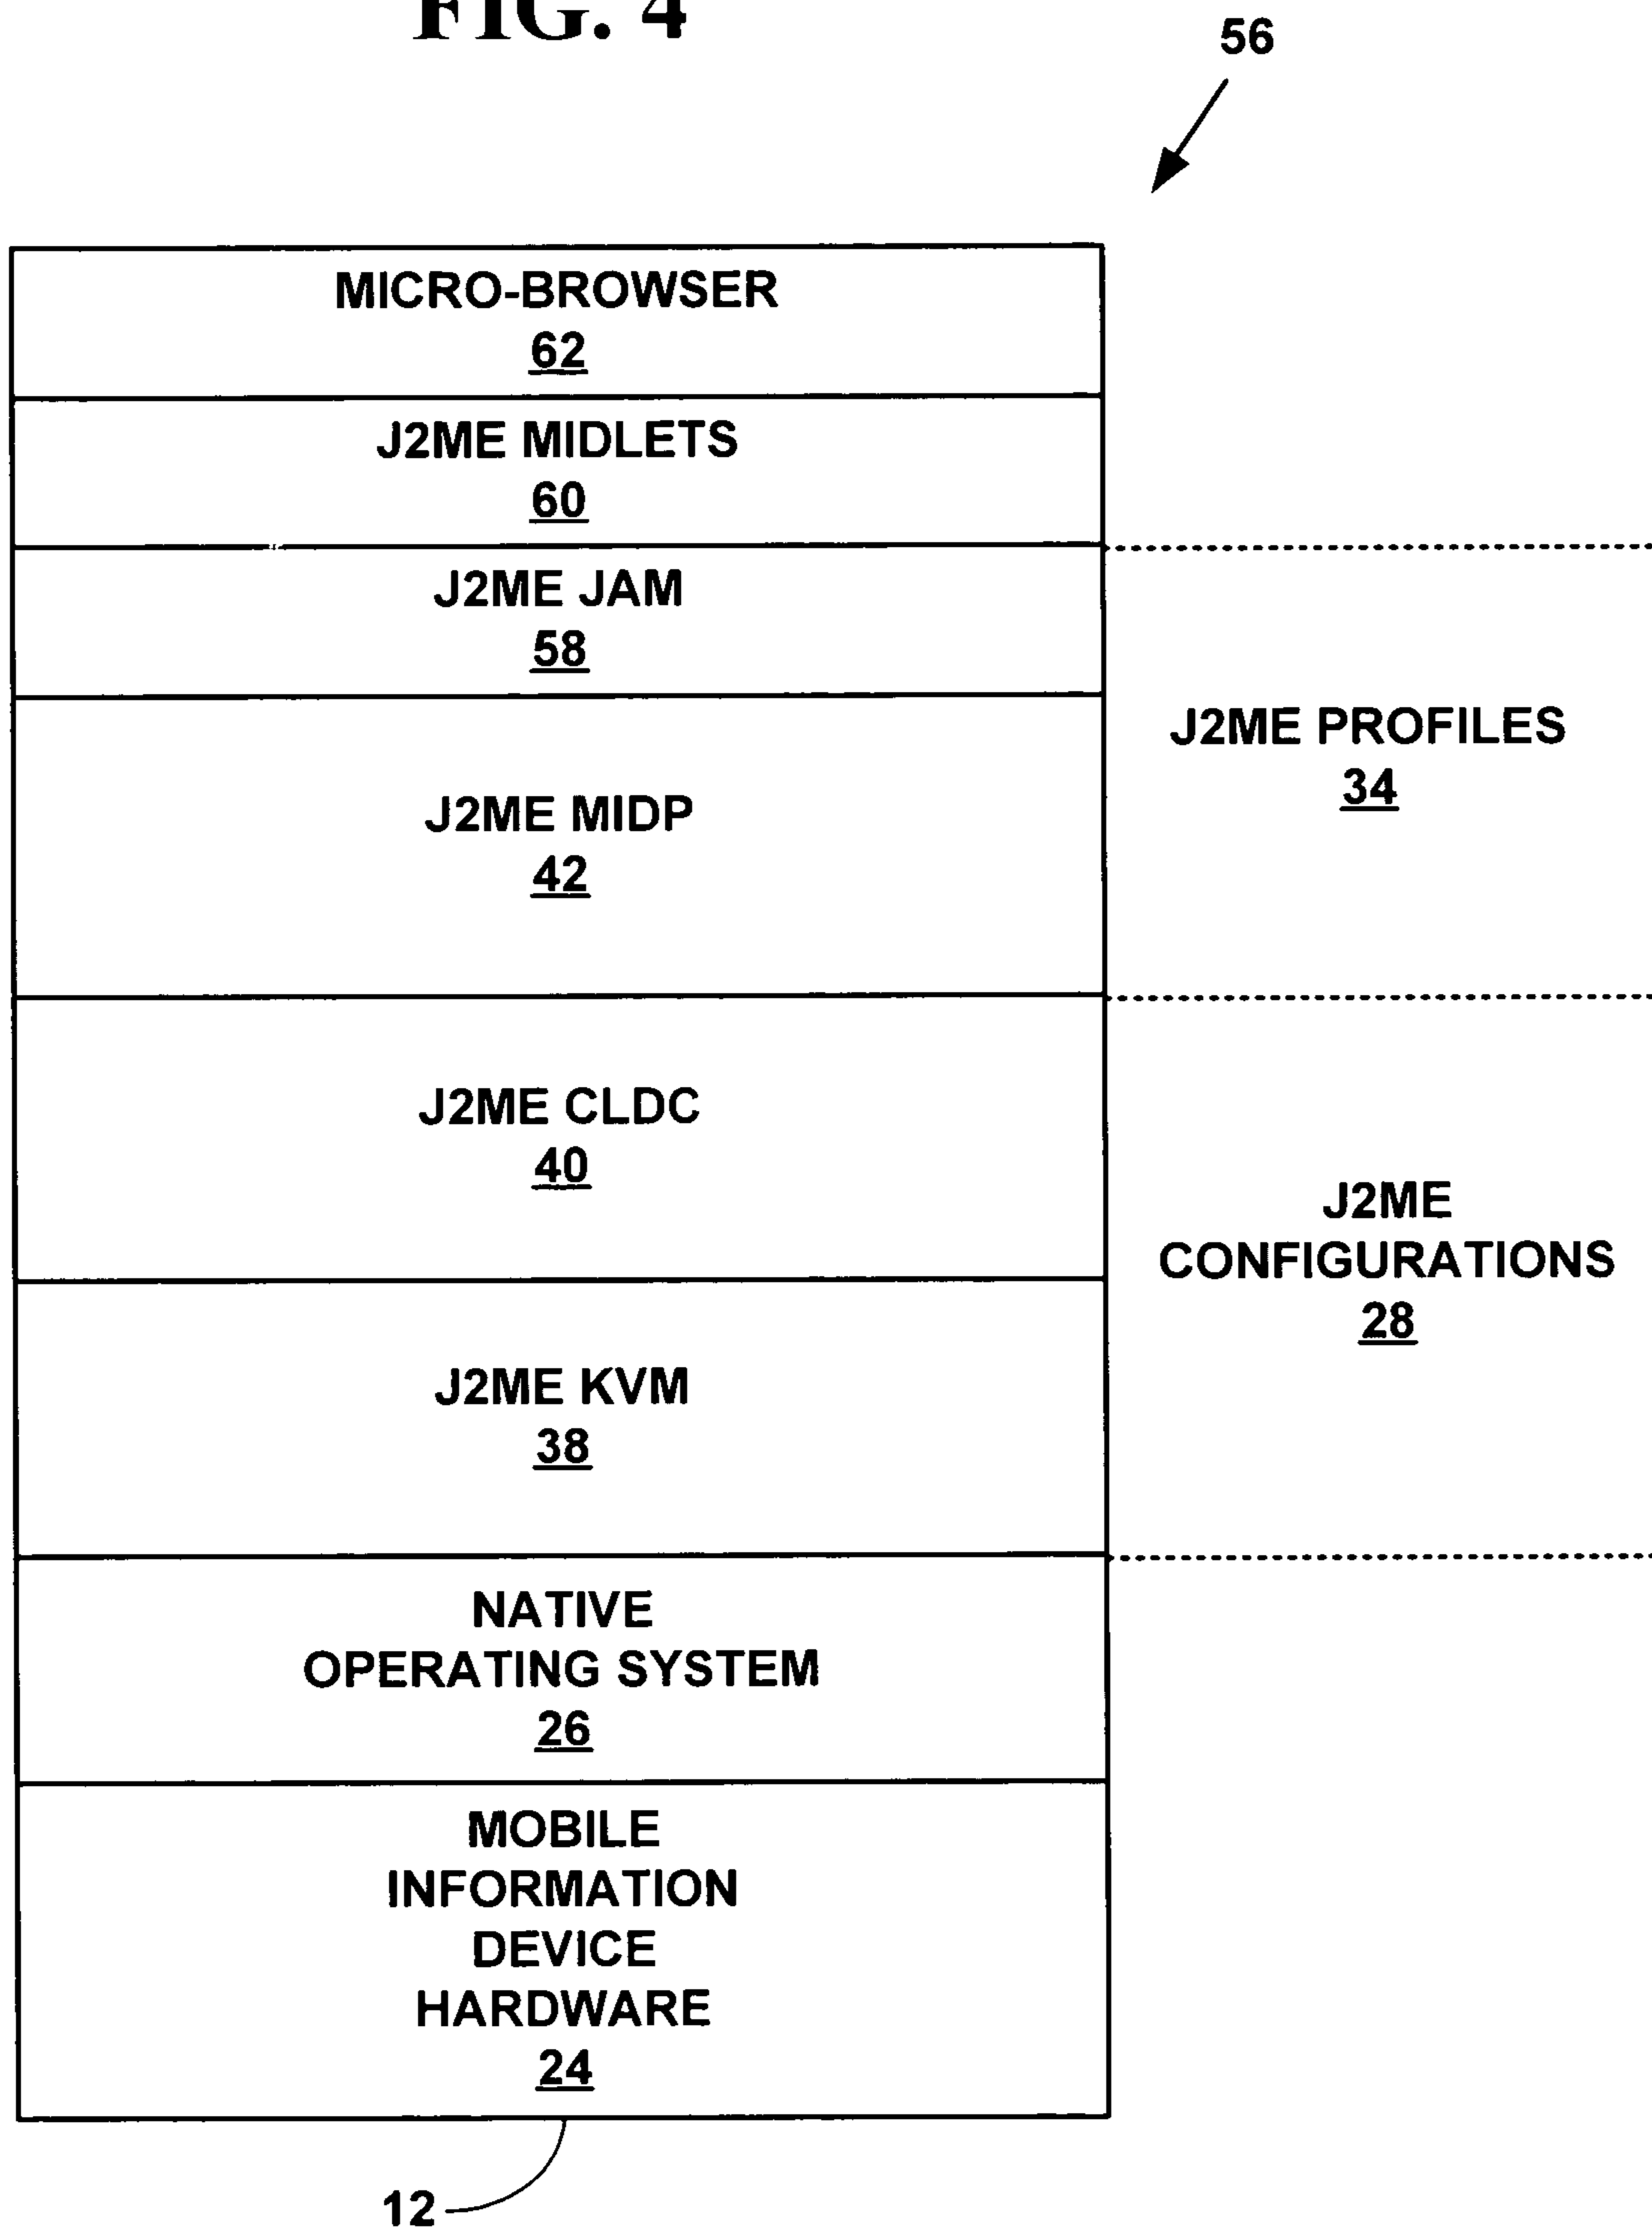 FIG. 4
56
MICRO-BROWSER
62
J2ME MIDLETS
60
J2ME JAM
58
J2ME MIDP
42
J2ME PROFILES
34
J2ME CLDC
40
J2ME
CONFIGURATIONS
28
J2ME KVM
38
NATIVE
OPERATING SYSTEM
26
MOBILE
INFORMATION
DEVICE
HARDWARE
24
12